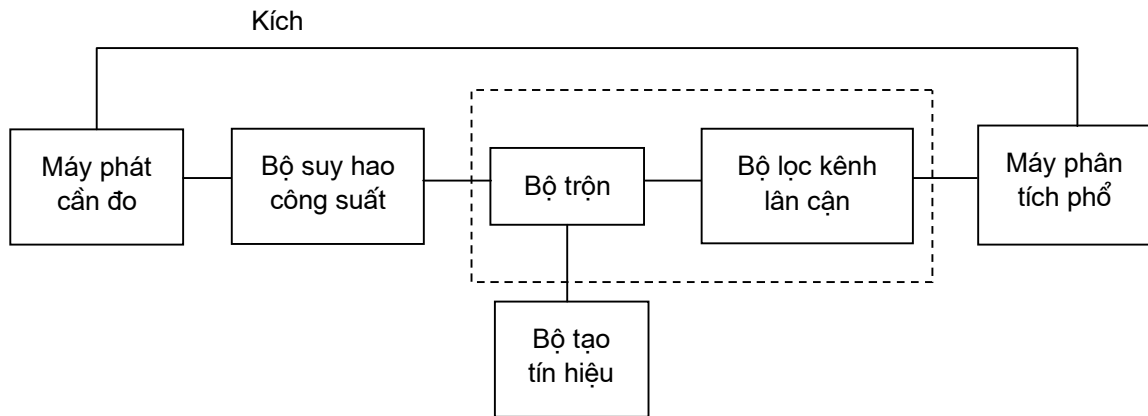 Kích
Máy phát
cần đo
Bộ suy hao
công suất
Bộ trộn
Bộ lọc kênh
lân cận
Máy phân
tích phổ
Bộ tạo
tín hiệu